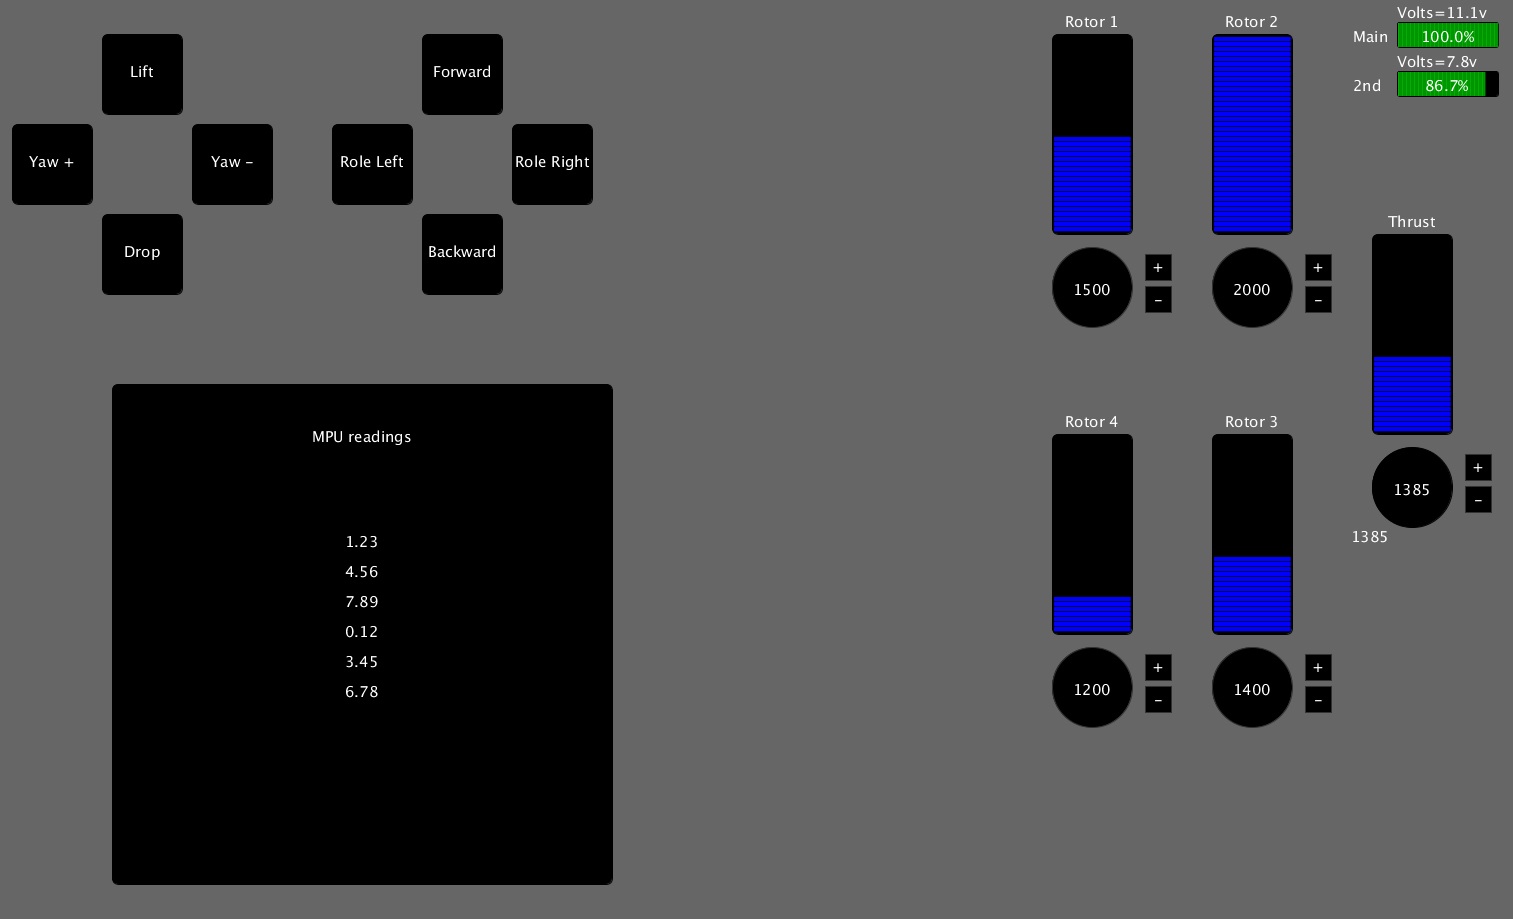 Lift
Yaw +
Yaw –
Drop
Forward
Role Left
Role Right
Backward
MPU readings
1.23
4.56
7.89
0.12
3.45
6.78
Rotor 1
1500
+
–
Rotor 2
2000
+
–
Rotor 4
1200
+
–
Rotor 3
1400
+
–
Volts=11.1v
Main 100.0%
Volts=7.8v
2nd 86.7%
Thrust
1385
+
–
1385